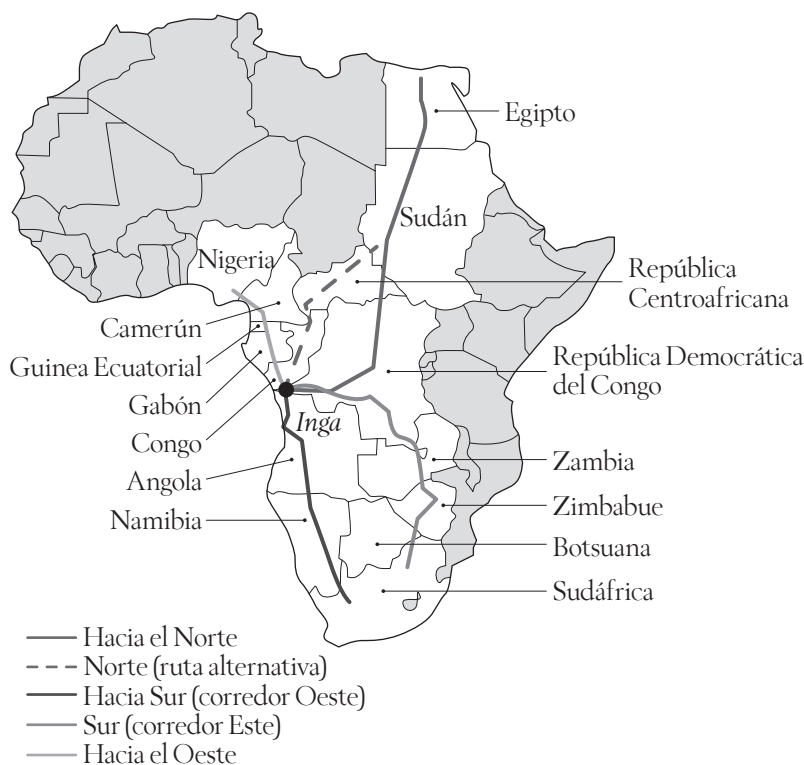 Egipto
Sudán
Nigeria
República
Centroafricana
Camerún
Guinea Ecuatorial
República Democrática
del Congo
Gabón
Congo
Inga
Angola
Zambia
Namibia
Zimbabue
Botsuana
Sudáfrica
Hacia el Norte
Norte (ruta alternativa)
Hacia Sur (corredor Oeste)
Sur (corredor Este)
Hacia el Oeste